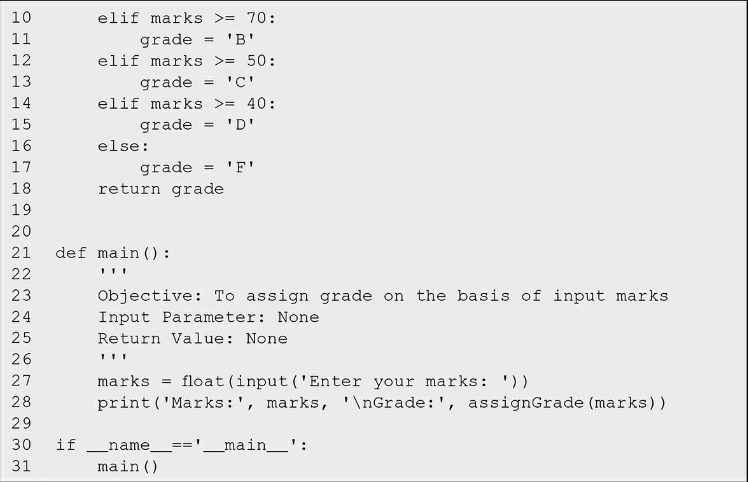 10      elif marks >= 70:
11          grade = 'B'
12      elif marks >= 50:
13          grade = 'C'
14      elif marks >= 40:
15          grade = 'D'
16      else:
17          grade = 'F'
18      return grade
19
20
21  def main():
22      '''
23      Objective: To assign grade on the basis of input marks
24      Input Parameter: None
25      Return Value: None
26      '''
27      marks = float(input('Enter your marks: '))
28      print('Marks:', marks, '\nGrade:', assignGrade(marks))
29
30  if __name__=='__main__':
31      main()